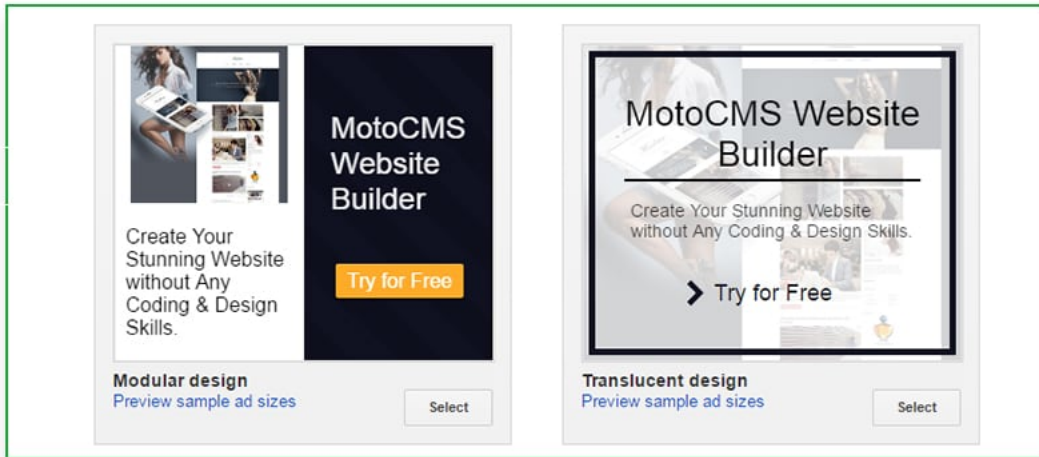 MotoCMS
Website
Builder
Create Your
Stunning Website
without Any
Coding & Design
Skills.
Try for Free
Modular design
Preview sample ad sizes
Select
MotoCMS Website
Builder
Create Your Stunning Website
without Any Coding & Design Skills.
Try for Free
Translucent design
Preview sample ad sizes
Select